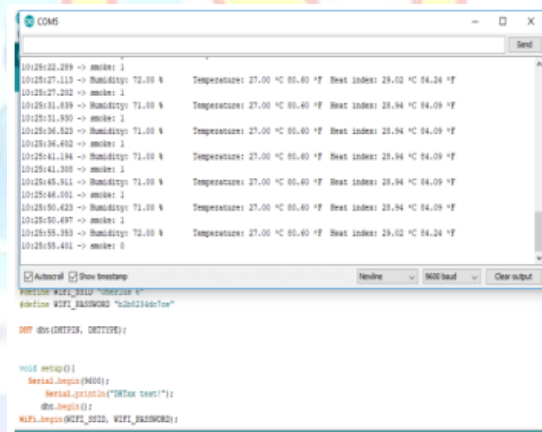 COM5
Send
10:25:22.289 -> smoke: 1
10:25:27.113 -> Humidity: 72.00 % Temperature: 27.00 *C 80.60 *F Heat index: 29.02 *C 84.24 *F
10:25:27.202 -> smoke: 1
10:25:31.839 -> Humidity: 71.00 % Temperature: 27.00 *C 80.60 *F Heat index: 28.94 *C 84.09 *F
10:25:31.930 -> smoke: 1
10:25:36.523 -> Humidity: 71.00 % Temperature: 27.00 *C 80.60 *F Heat index: 28.94 *C 84.09 *F
10:25:36.602 -> smoke: 1
10:25:41.194 -> Humidity: 71.00 % Temperature: 27.00 *C 80.60 *F Heat index: 28.94 *C 84.09 *F
10:25:41.308 -> smoke: 1
10:25:45.911 -> Humidity: 71.00 % Temperature: 27.00 *C 80.60 *F Heat index: 28.94 *C 84.09 *F
10:25:46.001 -> smoke: 1
10:25:50.623 -> Humidity: 71.00 % Temperature: 27.00 *C 80.60 *F Heat index: 28.94 *C 84.09 *F
10:25:50.697 -> smoke: 1
10:25:55.353 -> Humidity: 72.00 % Temperature: 27.00 *C 80.60 *F Heat index: 29.02 *C 84.24 *F
10:25:55.401 -> smoke: 0
Autoscroll Show timestamp Newline 9600 baud Clear output
#define WIFI_SSID
#define WIFI_PASSWORD
DHT dht(DHTPIN, DHTTYPE);
void setup(){
Serial.begin(9600);
Serial.println("DHTxx test!");
dht.begin();
WiFi.begin(WIFI_SSID, WIFI_PASSWORD);